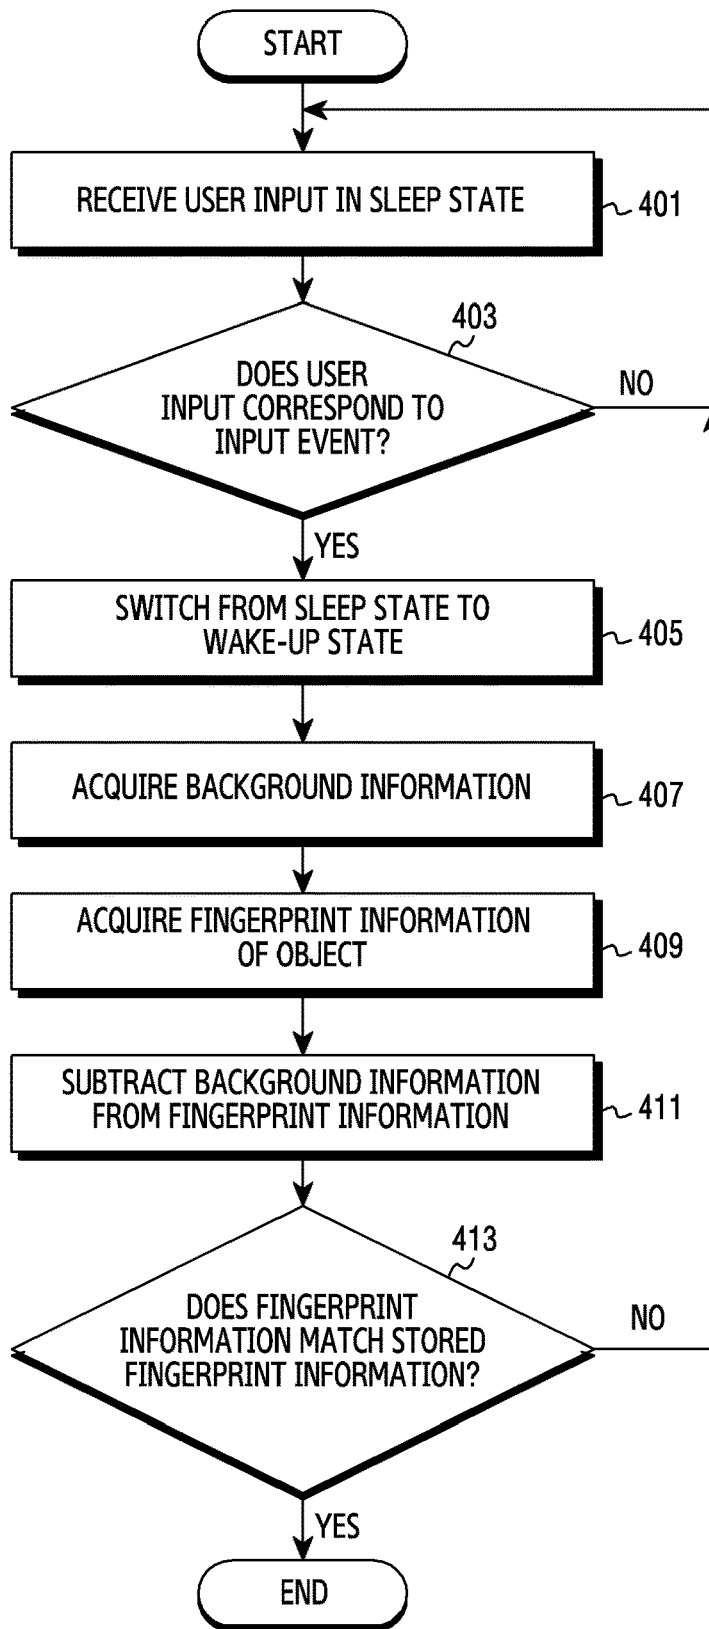 START
RECEIVE USER INPUT IN SLEEP STATE
401
403
DOES USER
INPUT CORRESPOND TO
INPUT EVENT?
NO
YES
SWITCH FROM SLEEP STATE TO
WAKE-UP STATE
405
ACQUIRE BACKGROUND INFORMATION
407
ACQUIRE FINGERPRINT INFORMATION
OF OBJECT
409
SUBTRACT BACKGROUND INFORMATION
FROM FINGERPRINT INFORMATION
411
413
DOES FINGERPRINT
INFORMATION MATCH STORED
FINGERPRINT INFORMATION?
NO
YES
END